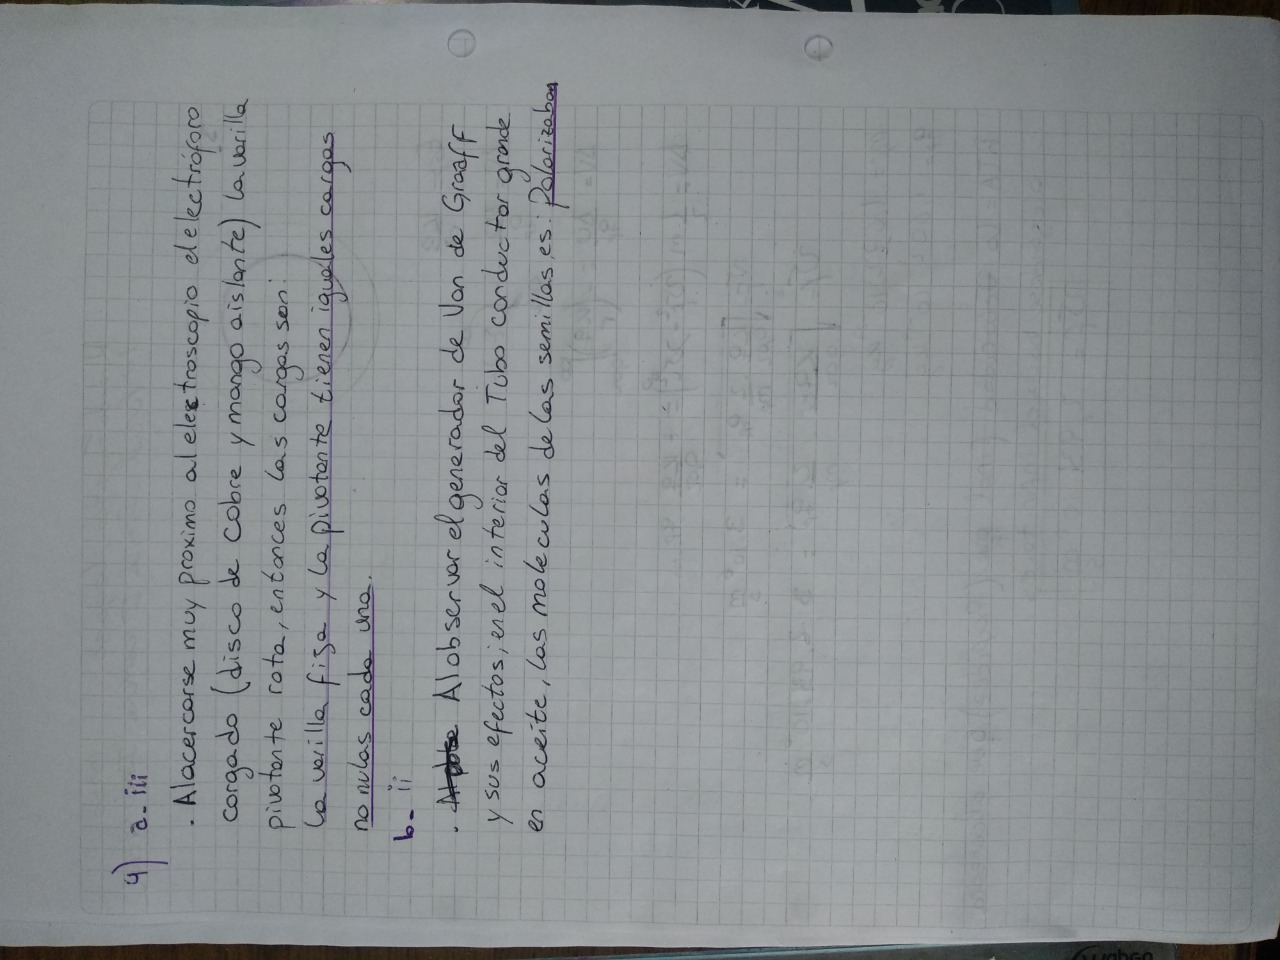 4) a- iii
. Al acercarse muy proximo al electroscopio el electróforo
cargado (disco de cobre y mango aislante) la varilla
pivotante rota, entonces las cargas son:
La varilla fija y la pivotante tienen iguales cargas
no nulas cada una.
b- ii
. Al observar el generador de Van de Graaff
y sus efectos; en el interior del Tubo conductor grande
en aceite, las moleculas de las semillas, es: Polarizaban